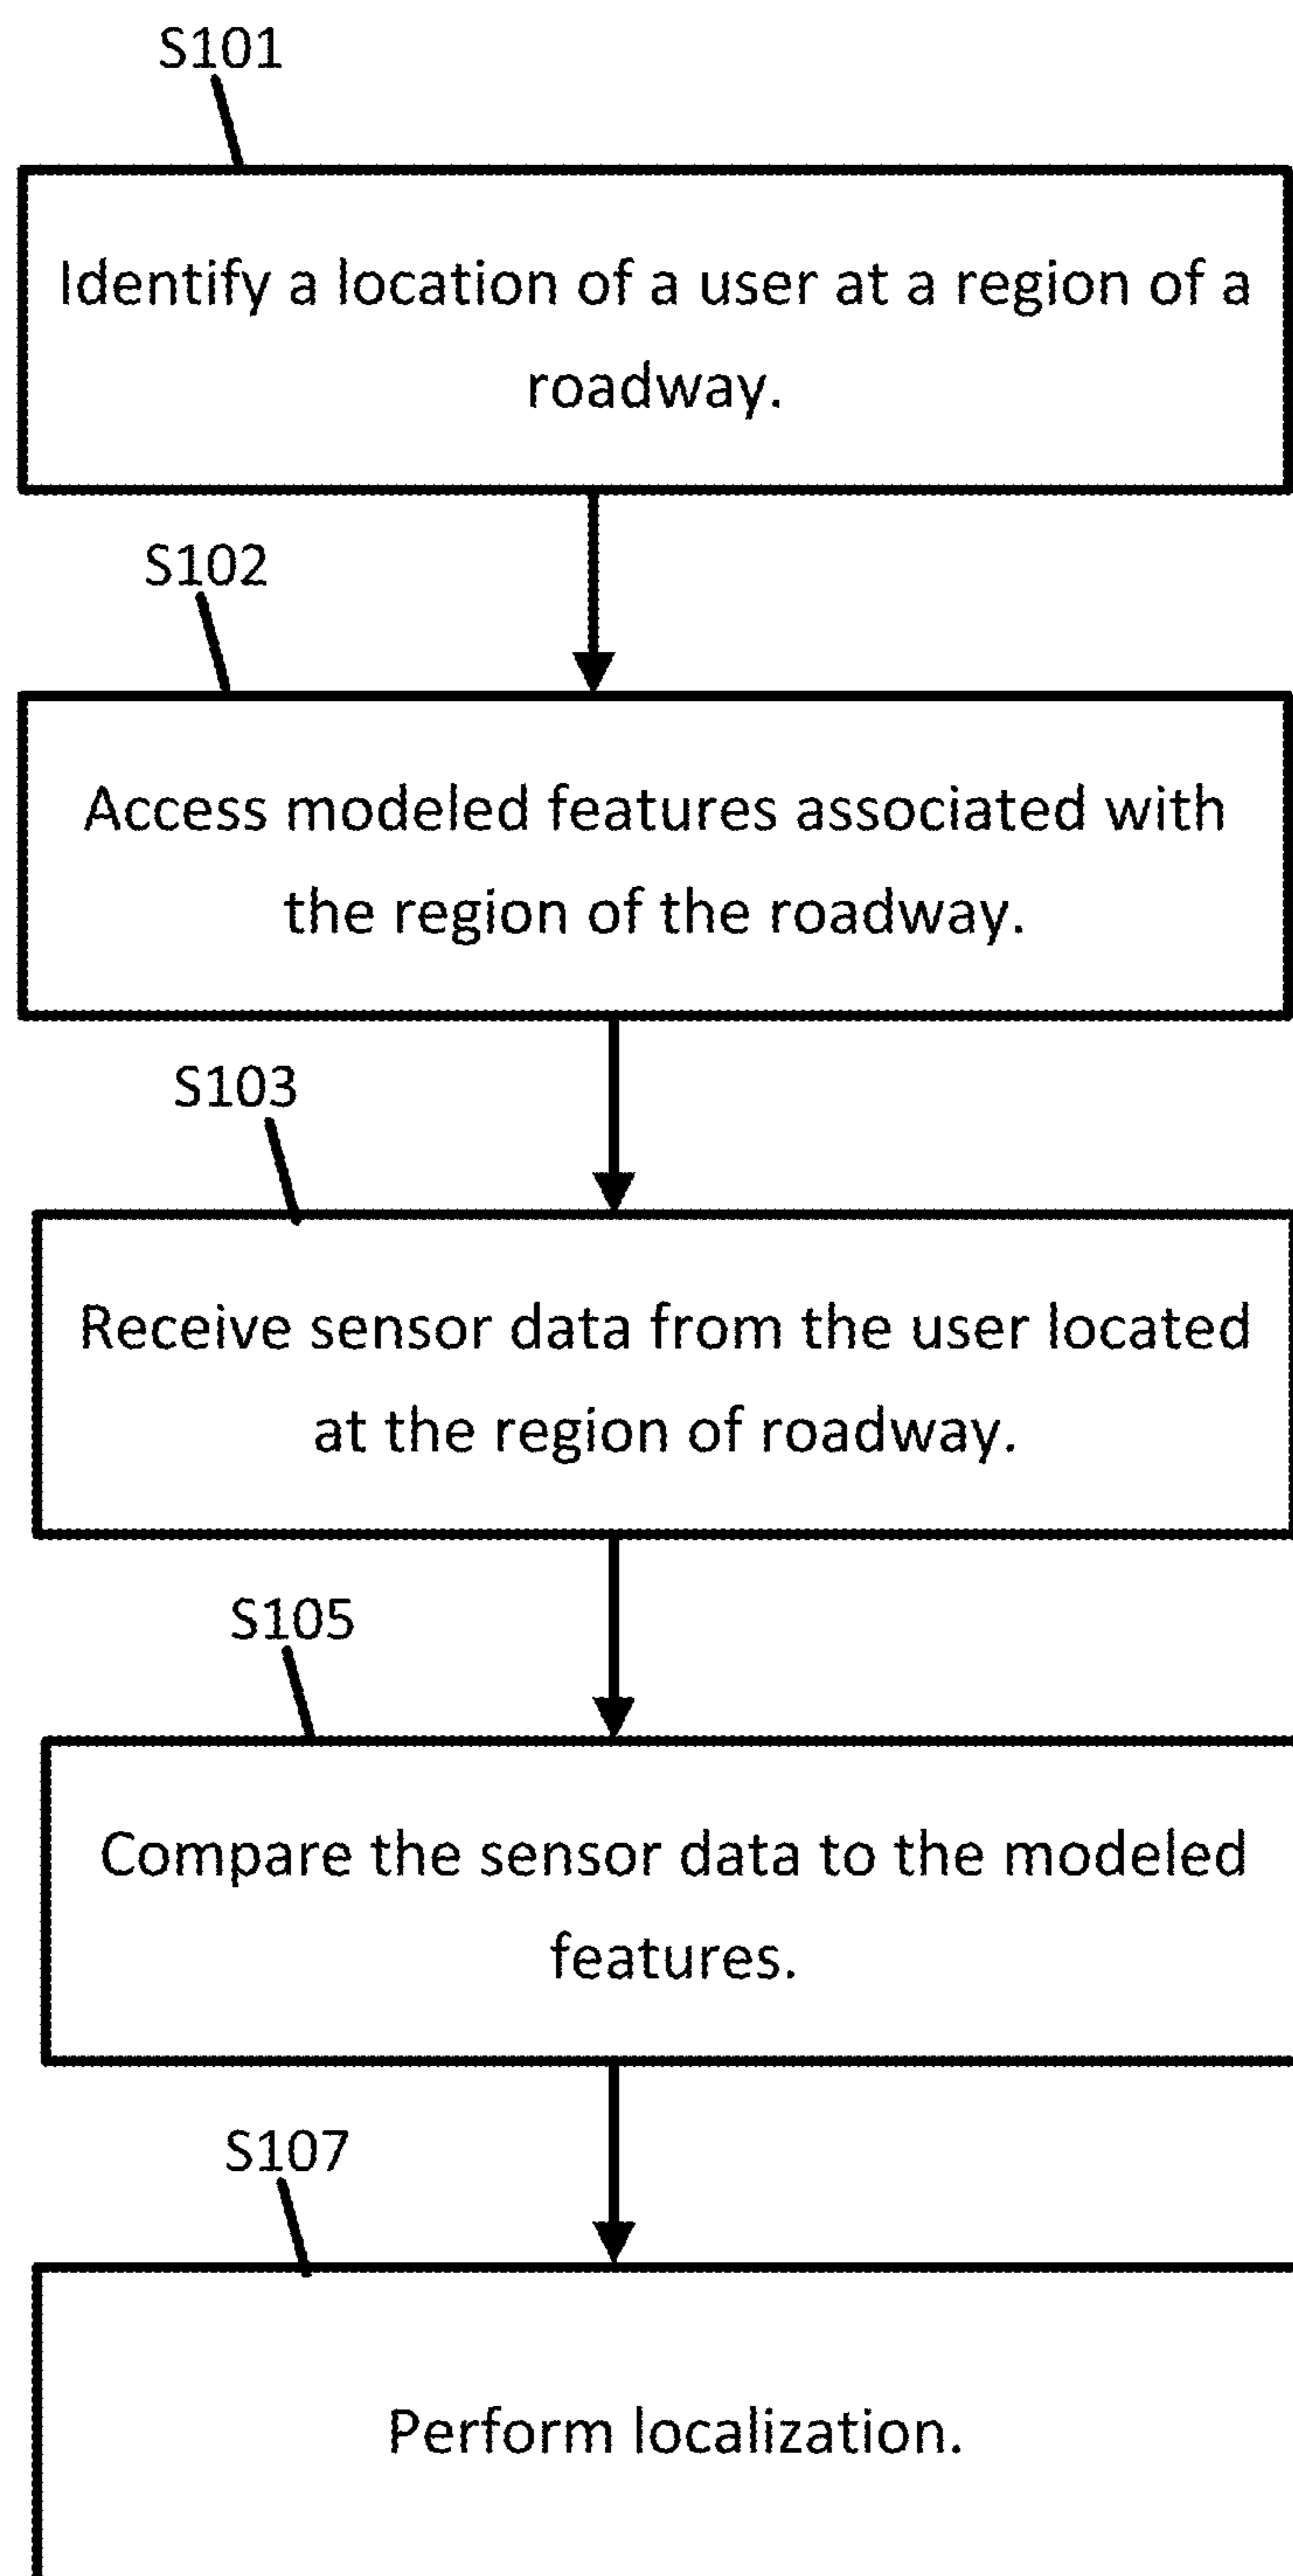 S101
Identify a location of a user at a region of a
roadway.
S102
Access modeled features associated with
the region of the roadway.
S103
Receive sensor data from the user located
at the region of roadway.
S105
Compare the sensor data to the modeled
features.
S107
Perform localization.